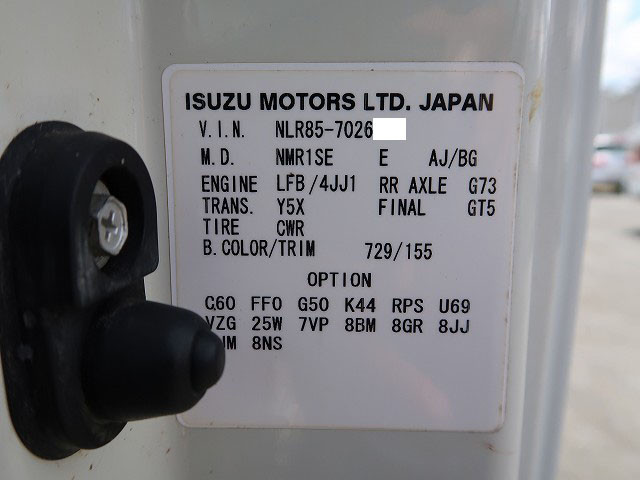 ISUZU MOTORS LTD. JAPAN
V.I.N. NLR85-7026
M.D. NMR1SE E AJ/BG
ENGINE LFB/4JJ1 RR AXLE G73
TRANS. Y5X FINAL GT5
TIRE CWR
B.COLOR/TRIM 729/155
OPTION
C60 FF0 G50 K44 RPS U69
VZG 25W 7VP 8BM 8GR 8JJ
8NS